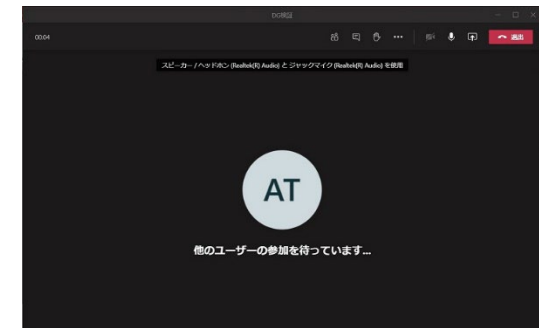 DG検証
00:04
退出
スピーカー / ヘッドホン (Realtek(R) Audio) と ジャックマイク (Realtek(R) Audio) を使用
AT
他のユーザーの参加を待っています...